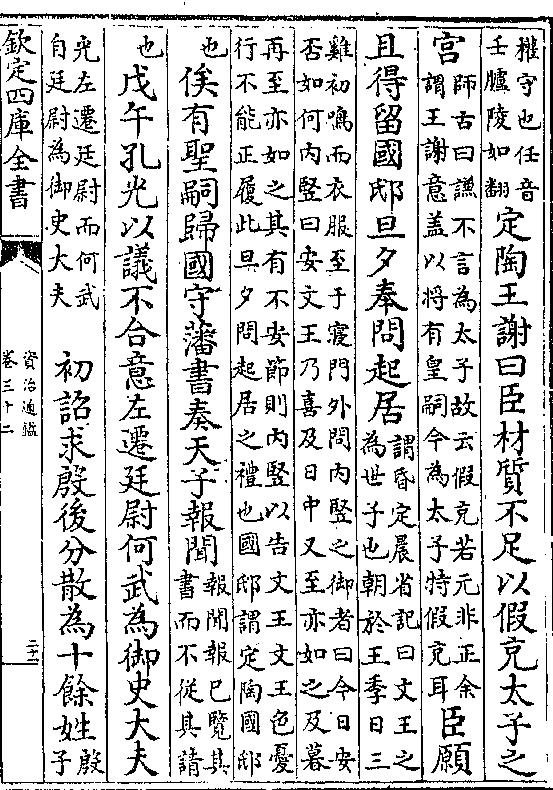 權守也任音
壬臚陵如翻
定陶王謝曰臣材質不足以假充太子之
宮
師古曰謙不言為太子故云假充若元非正余
謂王謝意盖以將有皇嗣今為太子特假充耳
臣願
且得留國邸旦夕奉問起居
謂昏定晨省記曰文王之
為世子也朝於王季日三
雞初鳴而衣服至于寢門外問内竪之御者曰今日安
否如何内竪曰安文王乃喜及日中又至亦如之及暮
再至亦如之其有不安節則内竪以告文王文王色憂
行不能正履此旦夕問起居之禮也國邸謂定陶國邸
也
俟有聖嗣歸國守藩書奏天子報聞
報聞報已覽其
書而不從其請
也
戊午孔光以議不合意左遷廷尉何武為御史大夫
光左遷廷尉而何武
自廷尉為御史大夫
初詔求殷後分散為十餘姓
殷
子
欽定四庫全書
資治通鑑
卷三十二